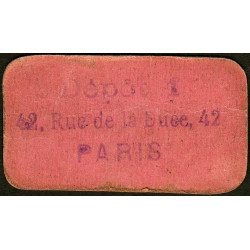 Dépôt 1
42, Rue de la Buée, 42
PARIS